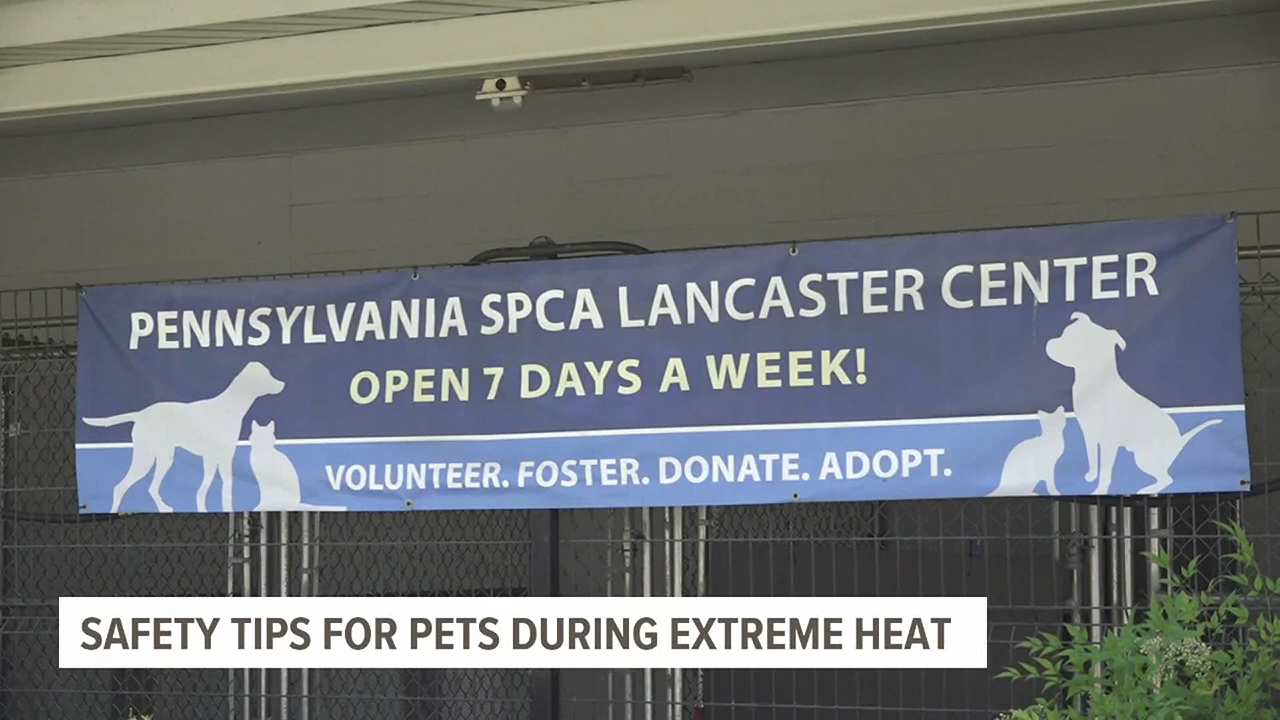 PENNSYLVANIA SPCA LANCASTER CENTER
OPEN 7 DAYS A WEEK!
VOLUNTEER. FOSTER. DONATE. ADOPT.
SAFETY TIPS FOR PETS DURING EXTREME HEAT